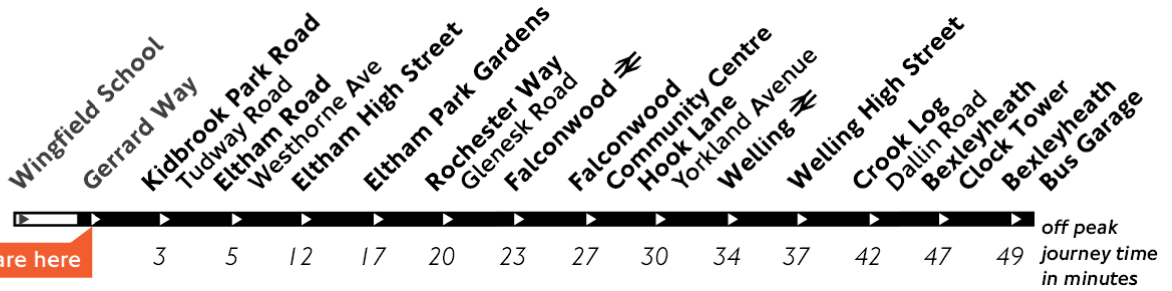 Wingfield School
Gerrard Way
Kidbrook Park Road
Tudway Road
Eltham Road
Westhorne Ave
Eltham High Street
Eltham Park Gardens
Rochester Way
Glenesk Road
Falconwood
Falconwood
Community Centre
Hook Lane
Yorkland Avenue
Welling
Welling High Street
Crook Log
Dallin Road
Bexleyheath
Clock Tower
Bexleyheath
Bus Garage
are here
3 5 12 17 20 23 27 30 34 37 42 47 49
off peak
journey time
in minutes